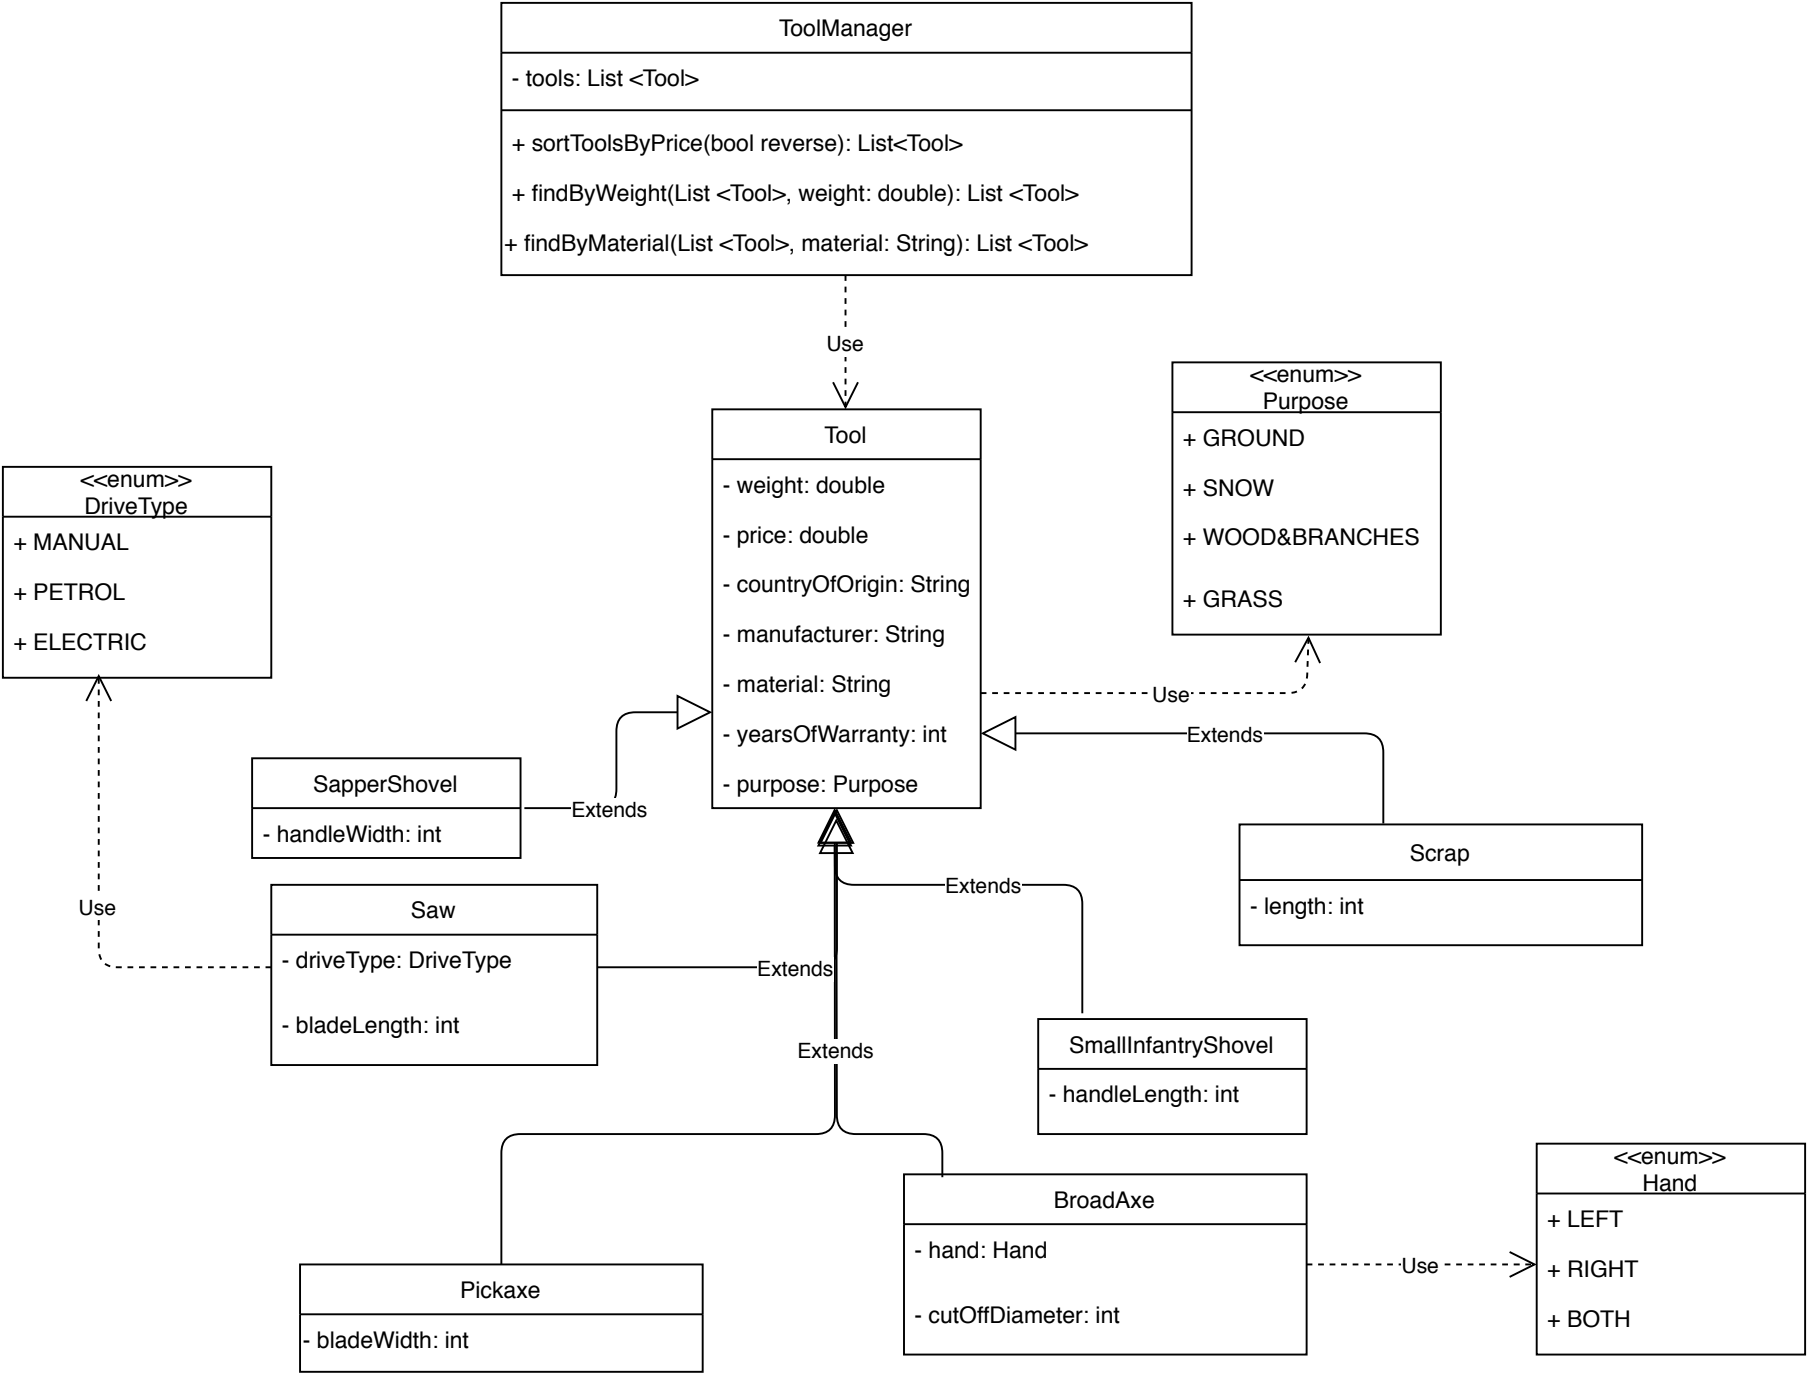 ToolManager
- tools: List <Tool>
+ sortToolsByPrice(bool reverse): List<Tool>
+ findByWeight(List <Tool>, weight: double): List <Tool>
+ findByMaterial(List <Tool>, material: String): List <Tool>
Use
<<enum>>
Purpose
+ GROUND
+ SNOW
+ WOOD&BRANCHES
+ GRASS
Tool
- weight: double
- price: double
- countryOfOrigin: String
- manufacturer: String
- material: String
- yearsOfWarranty: int
- purpose: Purpose
<<enum>>
DriveType
+ MANUAL
+ PETROL
+ ELECTRIC
Use
Extends
SapperShovel
- handleWidth: int
Extends
Scrap
- length: int
Extends
Use
Saw
- driveType: DriveType
- bladeLength: int
Extends
Extends
SmallInfantryShovel
- handleLength: int
Pickaxe
- bladeWidth: int
BroadAxe
- hand: Hand
- cutOffDiameter: int
Use
<<enum>>
Hand
+ LEFT
+ RIGHT
+ BOTH